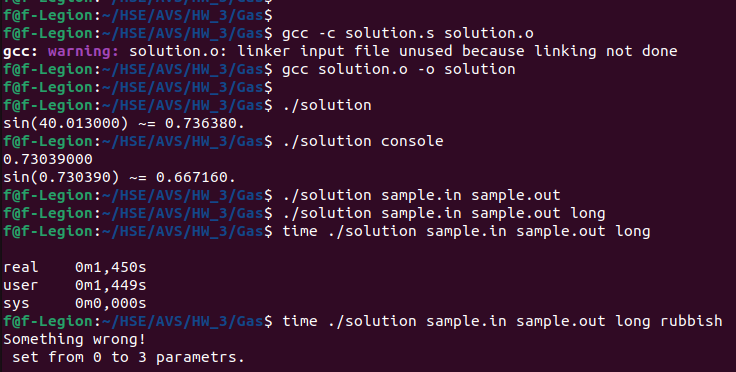 f@f-Legion:~/HSE/AVS/HW_3/Gas$
f@f-Legion:~/HSE/AVS/HW_3/Gas$ gcc -c solution.s solution.o
gcc: warning: solution.o: linker input file unused because linking not done
f@f-Legion:~/HSE/AVS/HW_3/Gas$ gcc solution.o -o solution
f@f-Legion:~/HSE/AVS/HW_3/Gas$
f@f-Legion:~/HSE/AVS/HW_3/Gas$ ./solution
sin(40.013000) ~= 0.736380.
f@f-Legion:~/HSE/AVS/HW_3/Gas$ ./solution console
0.73039000
sin(0.730390) ~= 0.667160.
f@f-Legion:~/HSE/AVS/HW_3/Gas$ ./solution sample.in sample.out
f@f-Legion:~/HSE/AVS/HW_3/Gas$ ./solution sample.in sample.out long
f@f-Legion:~/HSE/AVS/HW_3/Gas$ time ./solution sample.in sample.out long
real 0m1,450s
user 0m1,449s
sys 0m0,000s
f@f-Legion:~/HSE/AVS/HW_3/Gas$ time ./solution sample.in sample.out long rubbish
Something wrong!
set from 0 to 3 parametrs.